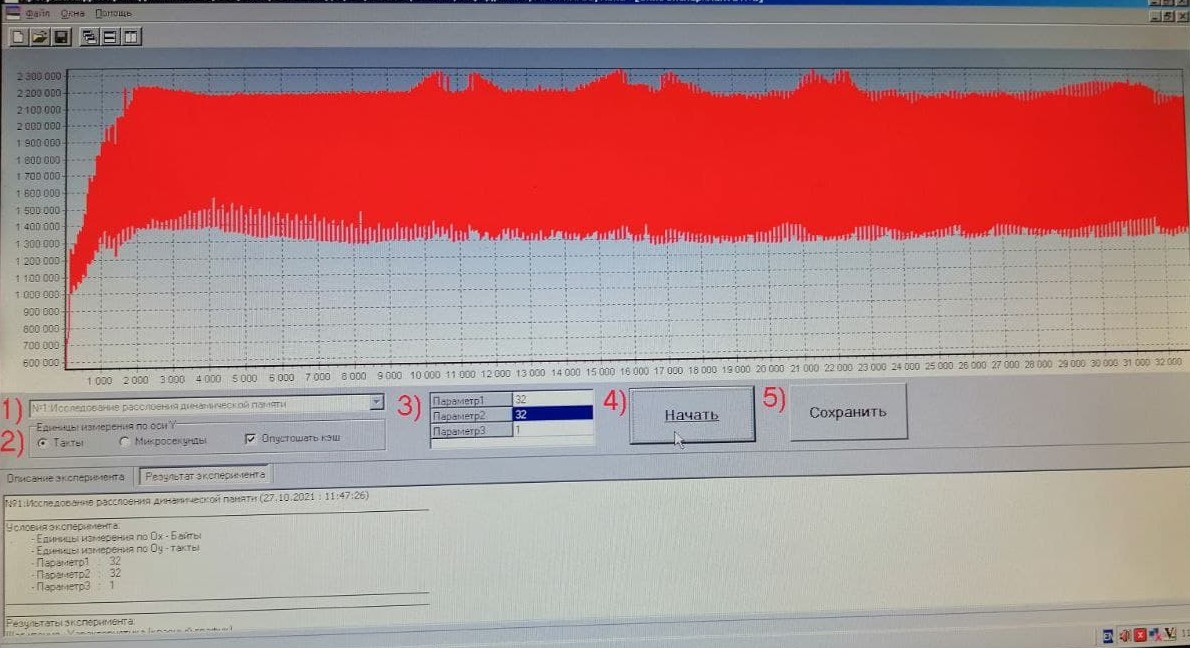 Файл Окна Помощь
2 300 000
2 200 000
2 100 000
2 000 000
1 900 000
1 800 000
1 700 000
1 600 000
1 500 000
1 400 000
1 300 000
1 200 000
1 100 000
1 000 000
900 000
800 000
700 000
600 000
1 000 2 000 3 000 4 000 5 000 6 000 7 000 8 000 9 000 10 000 11 000 12 000 13 000 14 000 15 000 16 000 17 000 18 000 19 000 20 000 21 000 22 000 23 000 24 000 25 000 26 000 27 000 28 000 29 000 30 000 31 000 32 000
1) №1:Исследование расслоения динамической памяти
2) Единицы измерения по оси Y
Такты Микросекунды Опустошать кэш
3) Параметр1 32
Параметр2 32
Параметр3 1
4) Начать
5) Сохранить
Описание эксперимента Результат эксперимента
№1:Исследование расслоения динамической памяти (27.10.2021 : 11:47:26)
Условия эксперимента:
- Единицы измерения по Ox - Байты
- Единицы измерения по Oy - такты
- Параметр1 : 32
- Параметр2 : 32
- Параметр3 : 1
Результаты эксперимента:
EN